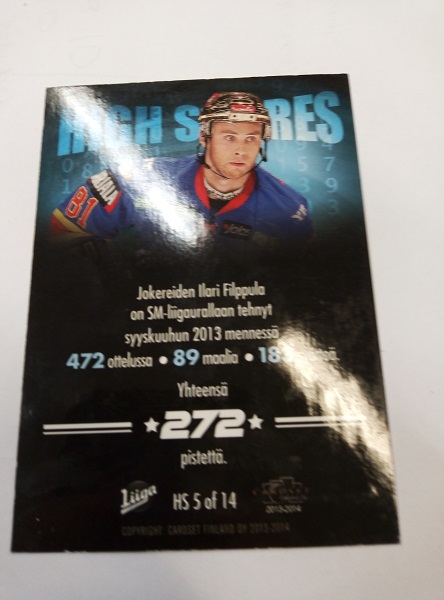 HIGH SCORES
81
Jokereiden Ilari Filppula
on SM-liigaurallaan tehnyt
syyskuuhun 2013 mennessä
472 ottelussa • 89 maalia •
Yhteensä
272
pistettä.
Liiga HS 5 of 14
2013-2014
COPYRIGHT: CARDSET FINLAND OY 2013-2014